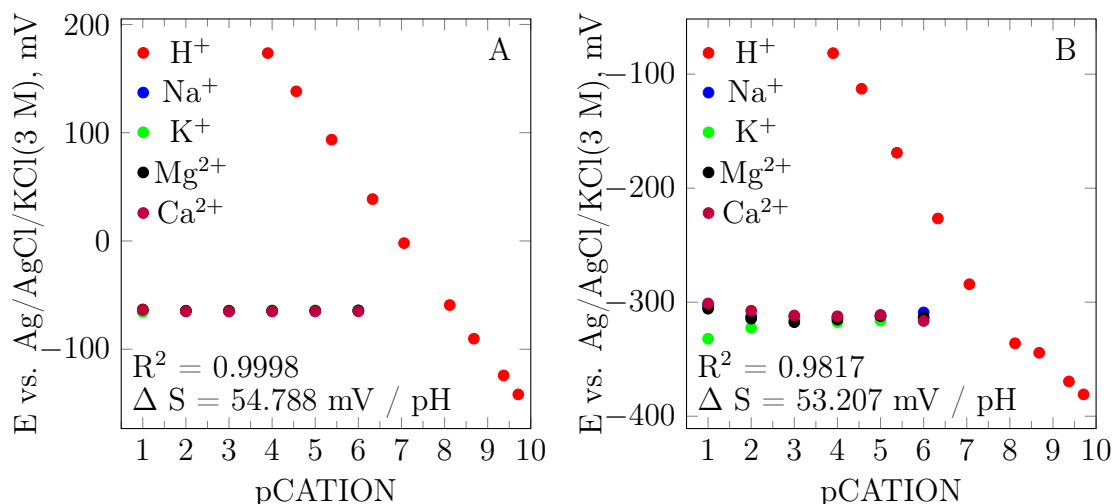 E vs. Ag/AgCl/KCl(3 M), mV
200
100
0
−100
A
H⁺
Na⁺
K⁺
Mg²⁺
Ca²⁺
R² = 0.9998
Δ S = 54.788 mV / pH
1 2 3 4 5 6 7 8 9 10
pCATION
E vs. Ag/AgCl/KCl(3 M), mV
−100
−200
−300
−400
B
H⁺
Na⁺
K⁺
Mg²⁺
Ca²⁺
R² = 0.9817
Δ S = 53.207 mV / pH
1 2 3 4 5 6 7 8 9 10
pCATION